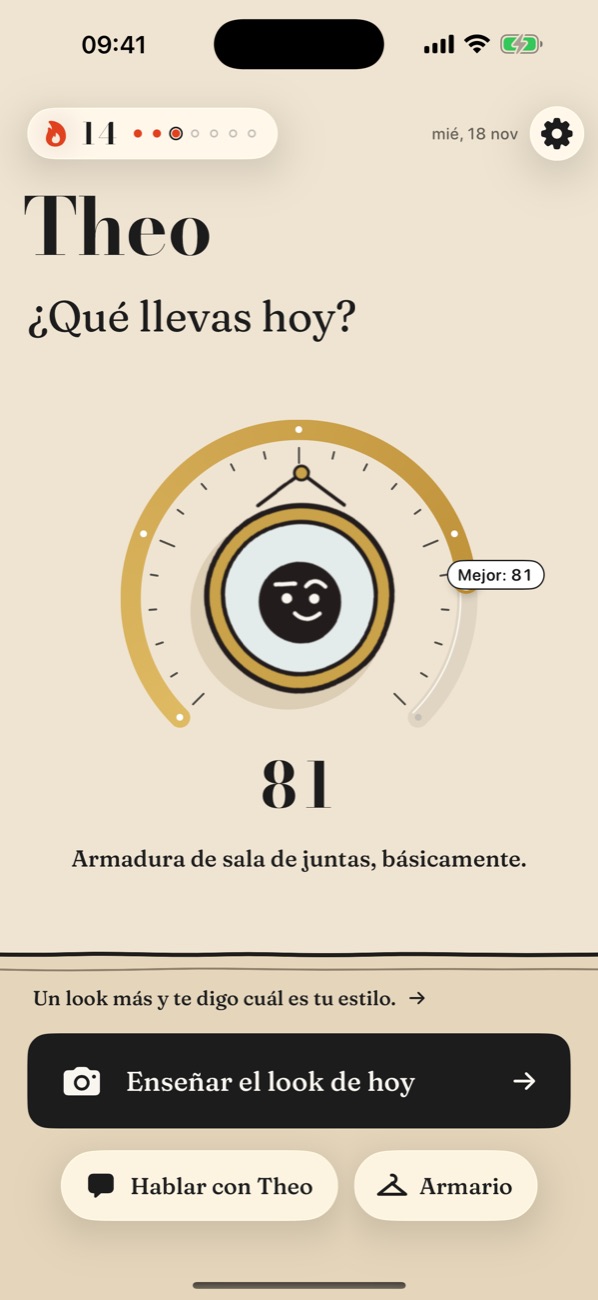 09:41
14
mié, 18 nov
Theo
¿Qué llevas hoy?
Mejor: 81
81
Armadura de sala de juntas, básicamente.
Un look más y te digo cuál es tu estilo. →
Enseñar el look de hoy →
Hablar con Theo
Armario